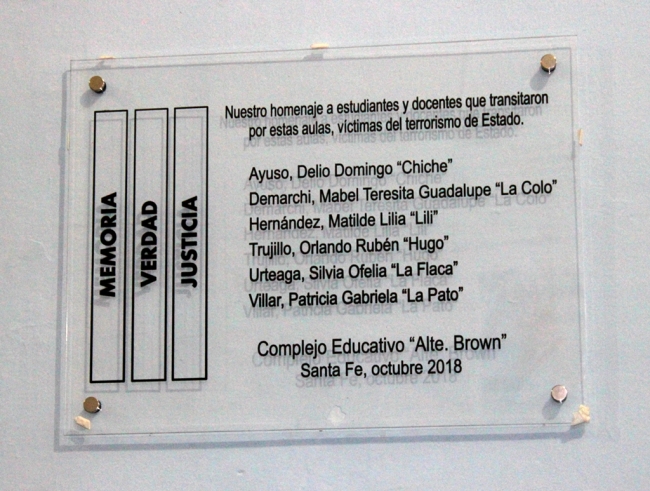 MEMORIA
VERDAD
JUSTICIA
Nuestro homenaje a estudiantes y docentes que transitaron
por estas aulas, víctimas del terrorismo de Estado.
Ayuso, Delio Domingo “Chiche”
Demarchi, Mabel Teresita Guadalupe “La Colo”
Hernández, Matilde Lilia “Lili”
Trujillo, Orlando Rubén “Hugo”
Urteaga, Silvia Ofelia “La Flaca”
Villar, Patricia Gabriela “La Pato”
Complejo Educativo “Alte. Brown”
Santa Fe, octubre 2018